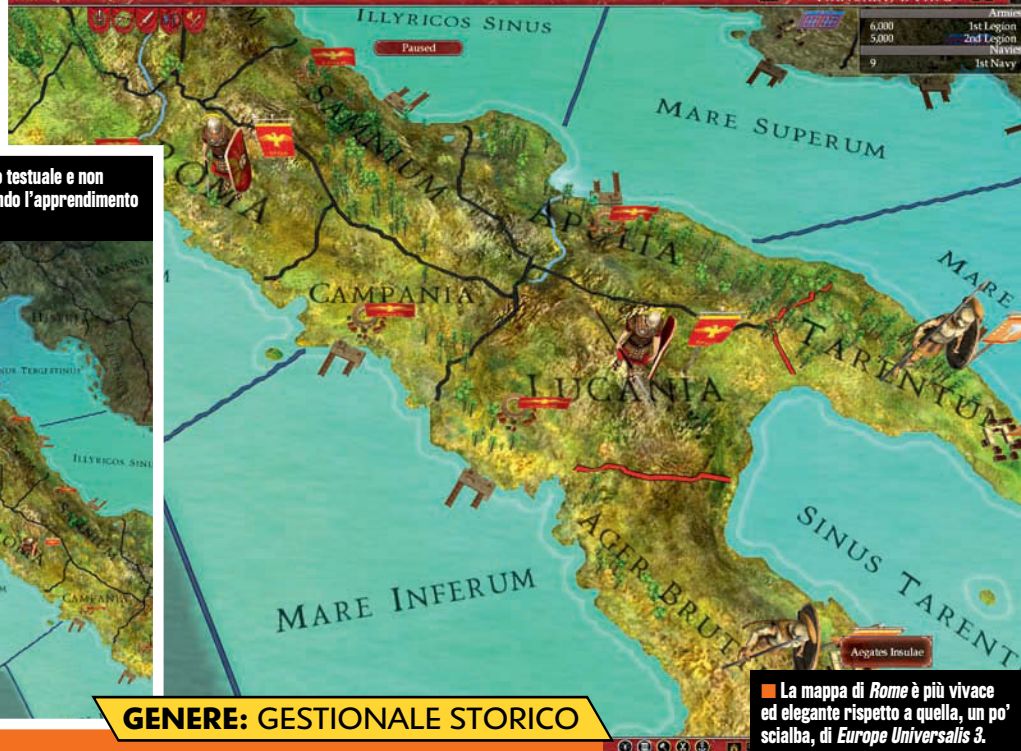 ILLYRICOS SINUS
Paused
Armies
6,000 1st Legion
5,000 2nd Legion
Navies
9 1st Navy
MARE SUPERUM
SAMNIUM
ROMA
APULIA
MARE
CAMPANIA
TARENTUM
LUCANIA
SINUS TARENT
AGER BRUT
MARE INFERUM
Aegates Insulae
o testuale e non
ndo l'apprendimento
ILLYRICOS SINU
CAMPANIA
GENERE: GESTIONALE STORICO
La mappa di Rome è più vivace
ed elegante rispetto a quella, un po'
scialba, di Europe Universalis 3.